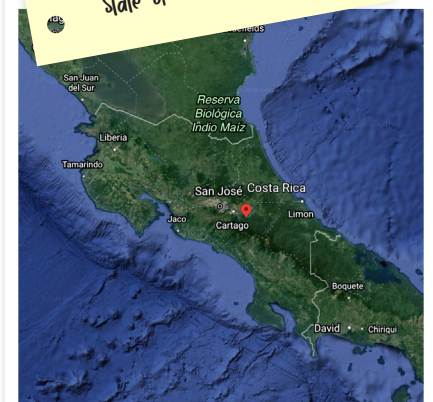 State of
San Juan
del Sur
Reserva
Biológica
Indio Maíz
Liberia
Tamarindo
San José
Costa Rica
Jaco
Cartago
Limon
Boquete
David
Chiriqui